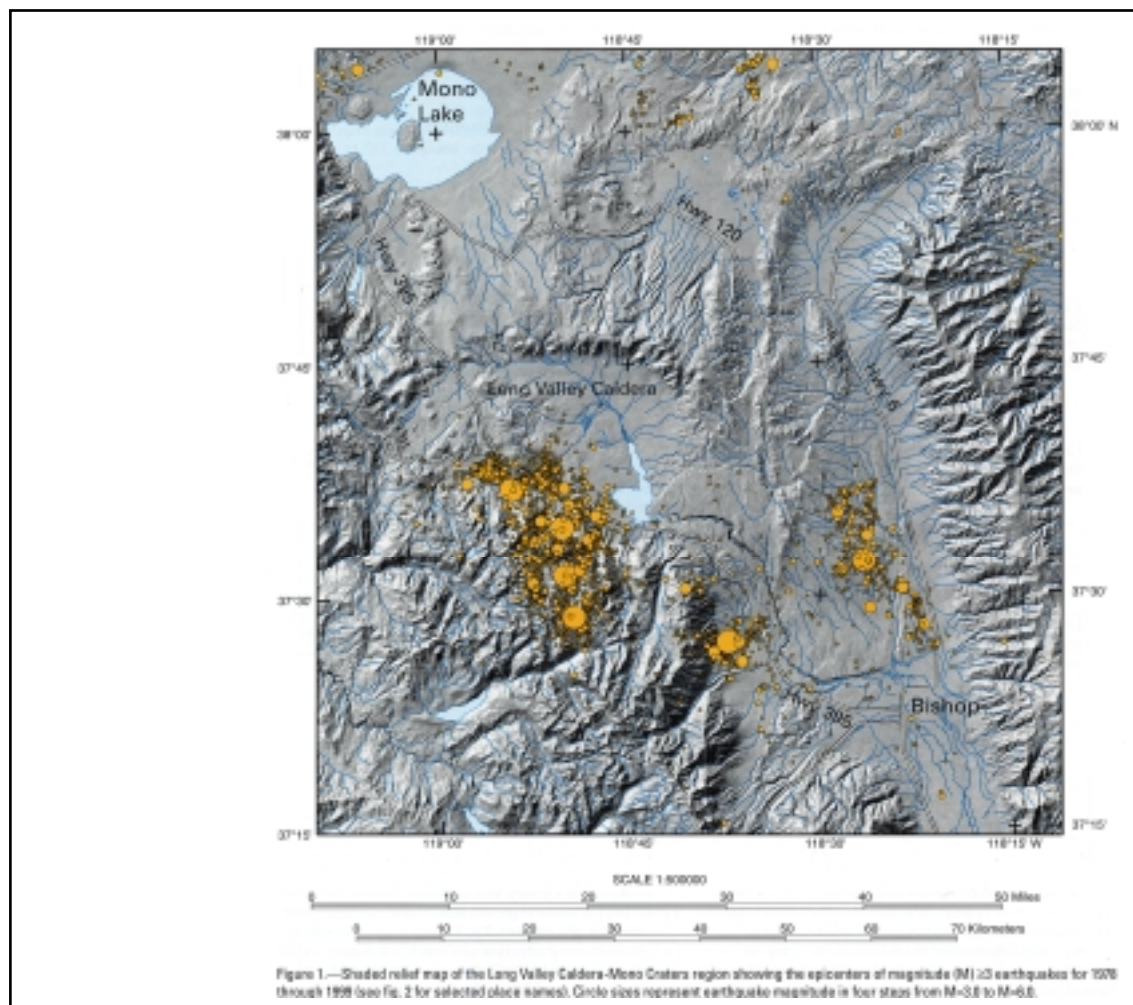 119°00' 118°45' 118°30' 118°15'
Mono
Lake
38°00' 38°00' N
Hwy 120
Hwy 395
37°45' 37°45'
Long Valley Caldera
Hwy 6
37°30' 37°30'
Hwy 395
Bishop
37°15' 37°15'
119°00' 118°45' 118°30' 118°15' W
SCALE 1:500000
0 10 20 30 40 50 Miles
0 10 20 30 40 50 60 70 Kilometers
Figure 1.—Shaded relief map of the Long Valley Caldera-Mono Craters region showing the epicenters of magnitude (M) ≥3 earthquakes for 1978
through 1999 (see fig. 2 for selected place names). Circle sizes represent earthquake magnitude in four steps from M=3.0 to M=6.0.